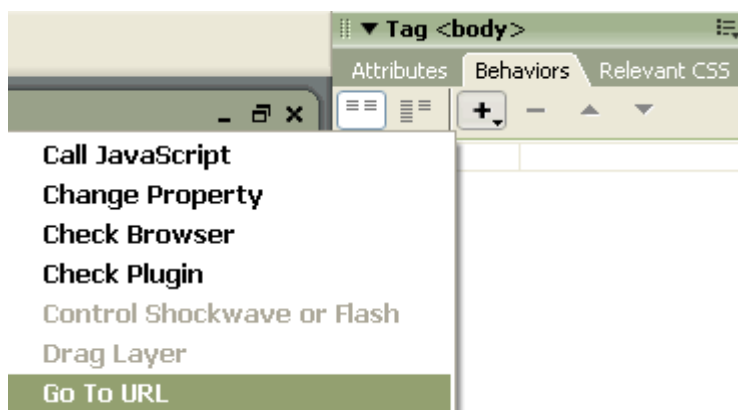 Tag <body>
Attributes Behaviors Relevant CSS
Call JavaScript
Change Property
Check Browser
Check Plugin
Control Shockwave or Flash
Drag Layer
Go To URL